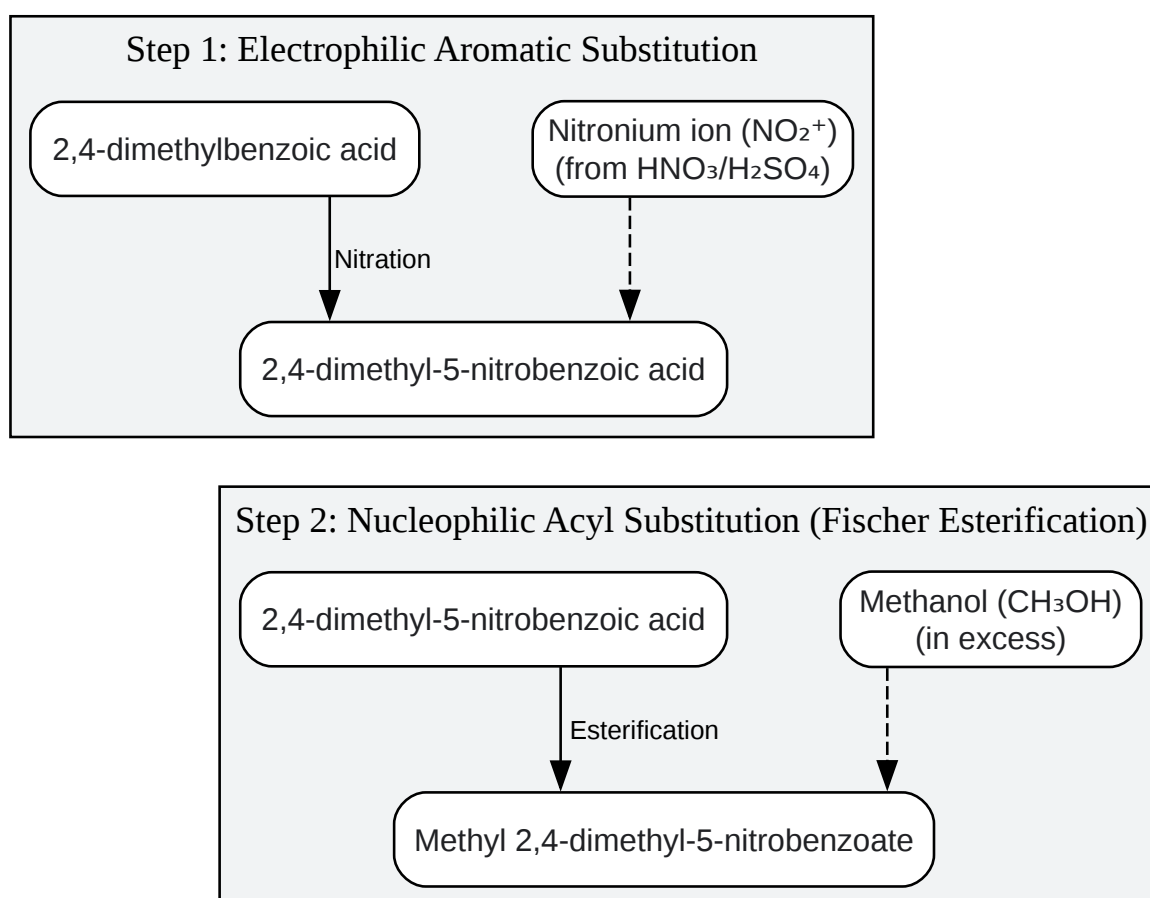 Step 1: Electrophilic Aromatic Substitution
2,4-dimethylbenzoic acid
Nitronium ion (NO₂⁺)
(from HNO₃/H₂SO₄)
Nitration
2,4-dimethyl-5-nitrobenzoic acid
Step 2: Nucleophilic Acyl Substitution (Fischer Esterification)
2,4-dimethyl-5-nitrobenzoic acid
Methanol (CH₃OH)
(in excess)
Esterification
Methyl 2,4-dimethyl-5-nitrobenzoate